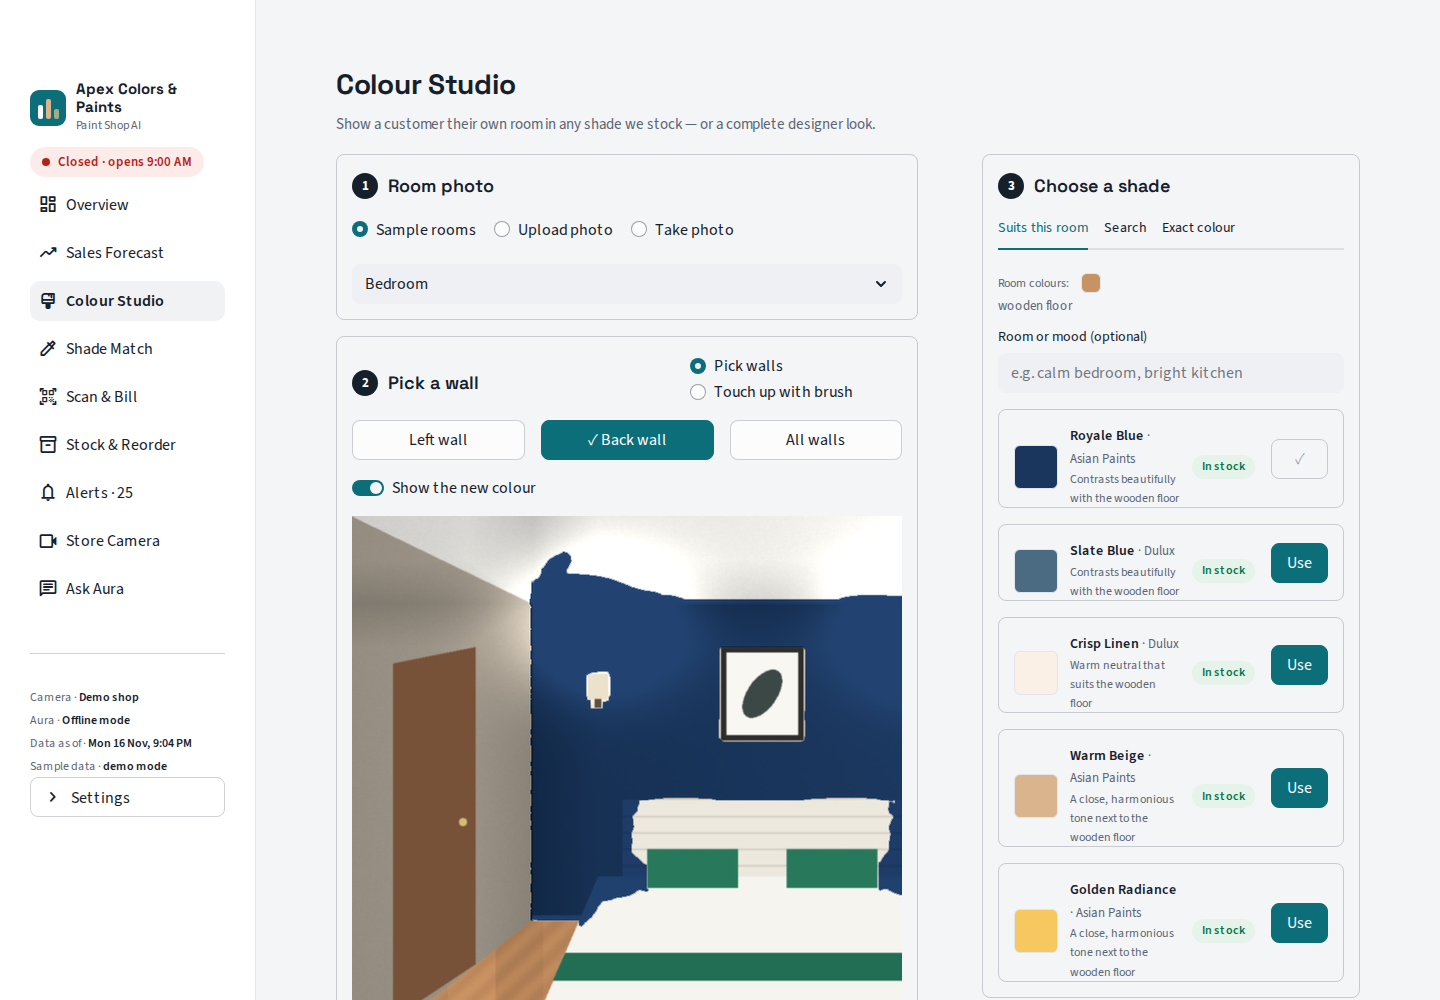 Apex Colors &
Paints
Paint Shop AI
Closed · opens 9:00 AM
Overview
Sales Forecast
Colour Studio
Shade Match
Scan & Bill
Stock & Reorder
Alerts · 25
Store Camera
Ask Aura
Camera · Demo shop
Aura · Offline mode
Data as of · Mon 16 Nov, 9:04 PM
Sample data · demo mode
Settings
Colour Studio
Show a customer their own room in any shade we stock — or a complete designer look.
1 Room photo
Sample rooms Upload photo Take photo
Bedroom
2 Pick a wall
Pick walls
Touch up with brush
Left wall ✓ Back wall All walls
Show the new colour
3 Choose a shade
Suits this room Search Exact colour
Room colours:
wooden floor
Room or mood (optional)
e.g. calm bedroom, bright kitchen
Royale Blue ·
Asian Paints
Contrasts beautifully
with the wooden floor
In stock
✓
Slate Blue · Dulux
Contrasts beautifully
with the wooden floor
In stock
Use
Crisp Linen · Dulux
Warm neutral that
suits the wooden
floor
In stock
Use
Warm Beige ·
Asian Paints
A close, harmonious
tone next to the
wooden floor
In stock
Use
Golden Radiance
· Asian Paints
A close, harmonious
tone next to the
wooden floor
In stock
Use